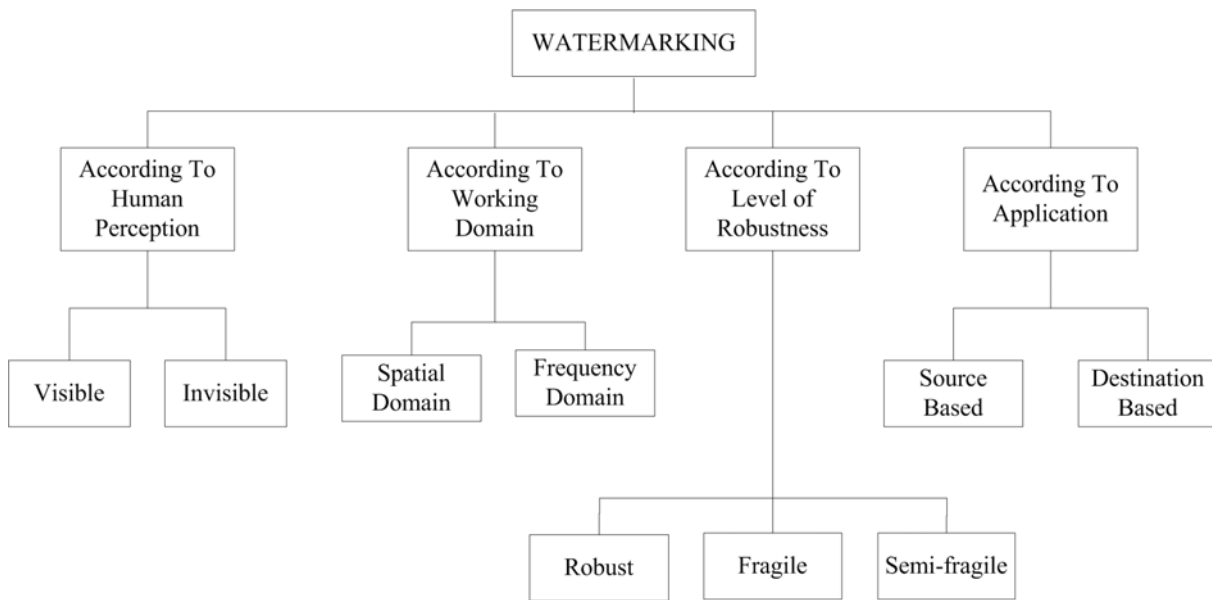 WATERMARKING
According To
Human
Perception
According To
Working
Domain
According To
Level of
Robustness
According To
Application
Visible
Invisible
Spatial
Domain
Frequency
Domain
Source
Based
Destination
Based
Robust
Fragile
Semi-fragile